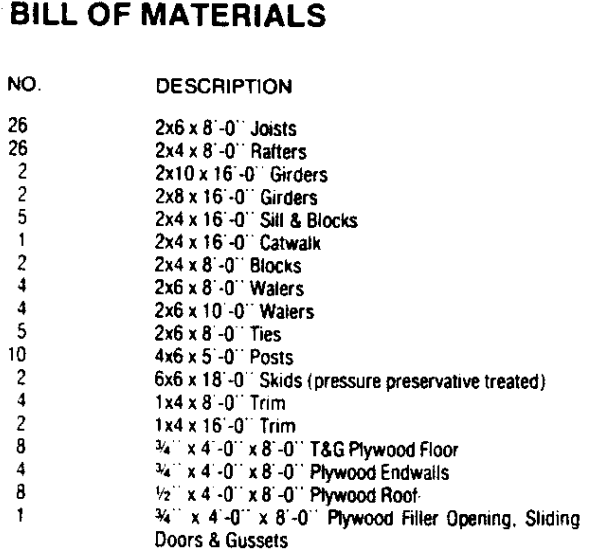 BILL OF MATERIALS
NO. DESCRIPTION
26 2x6 x 8'-0" Joists
26 2x4 x 8'-0" Rafters
2 2x10 x 16'-0" Girders
2 2x8 x 16'-0" Girders
5 2x4 x 16'-0" Sill & Blocks
1 2x4 x 16'-0" Catwalk
2 2x4 x 8'-0" Blocks
4 2x6 x 8'-0" Walers
4 2x6 x 10'-0" Walers
5 2x6 x 8'-0" Ties
10 4x6 x 5'-0" Posts
2 6x6 x 18'-0" Skids (pressure preservative treated)
4 1x4 x 8'-0" Trim
2 1x4 x 16'-0" Trim
8 ¾" x 4'-0" x 8'-0" T&G Plywood Floor
4 ¾" x 4'-0" x 8'-0" Plywood Endwalls
8 ½" x 4'-0" x 8'-0" Plywood Roof
1 ¾" x 4'-0" x 8'-0" Plywood Filler Opening, Sliding
Doors & Gussets